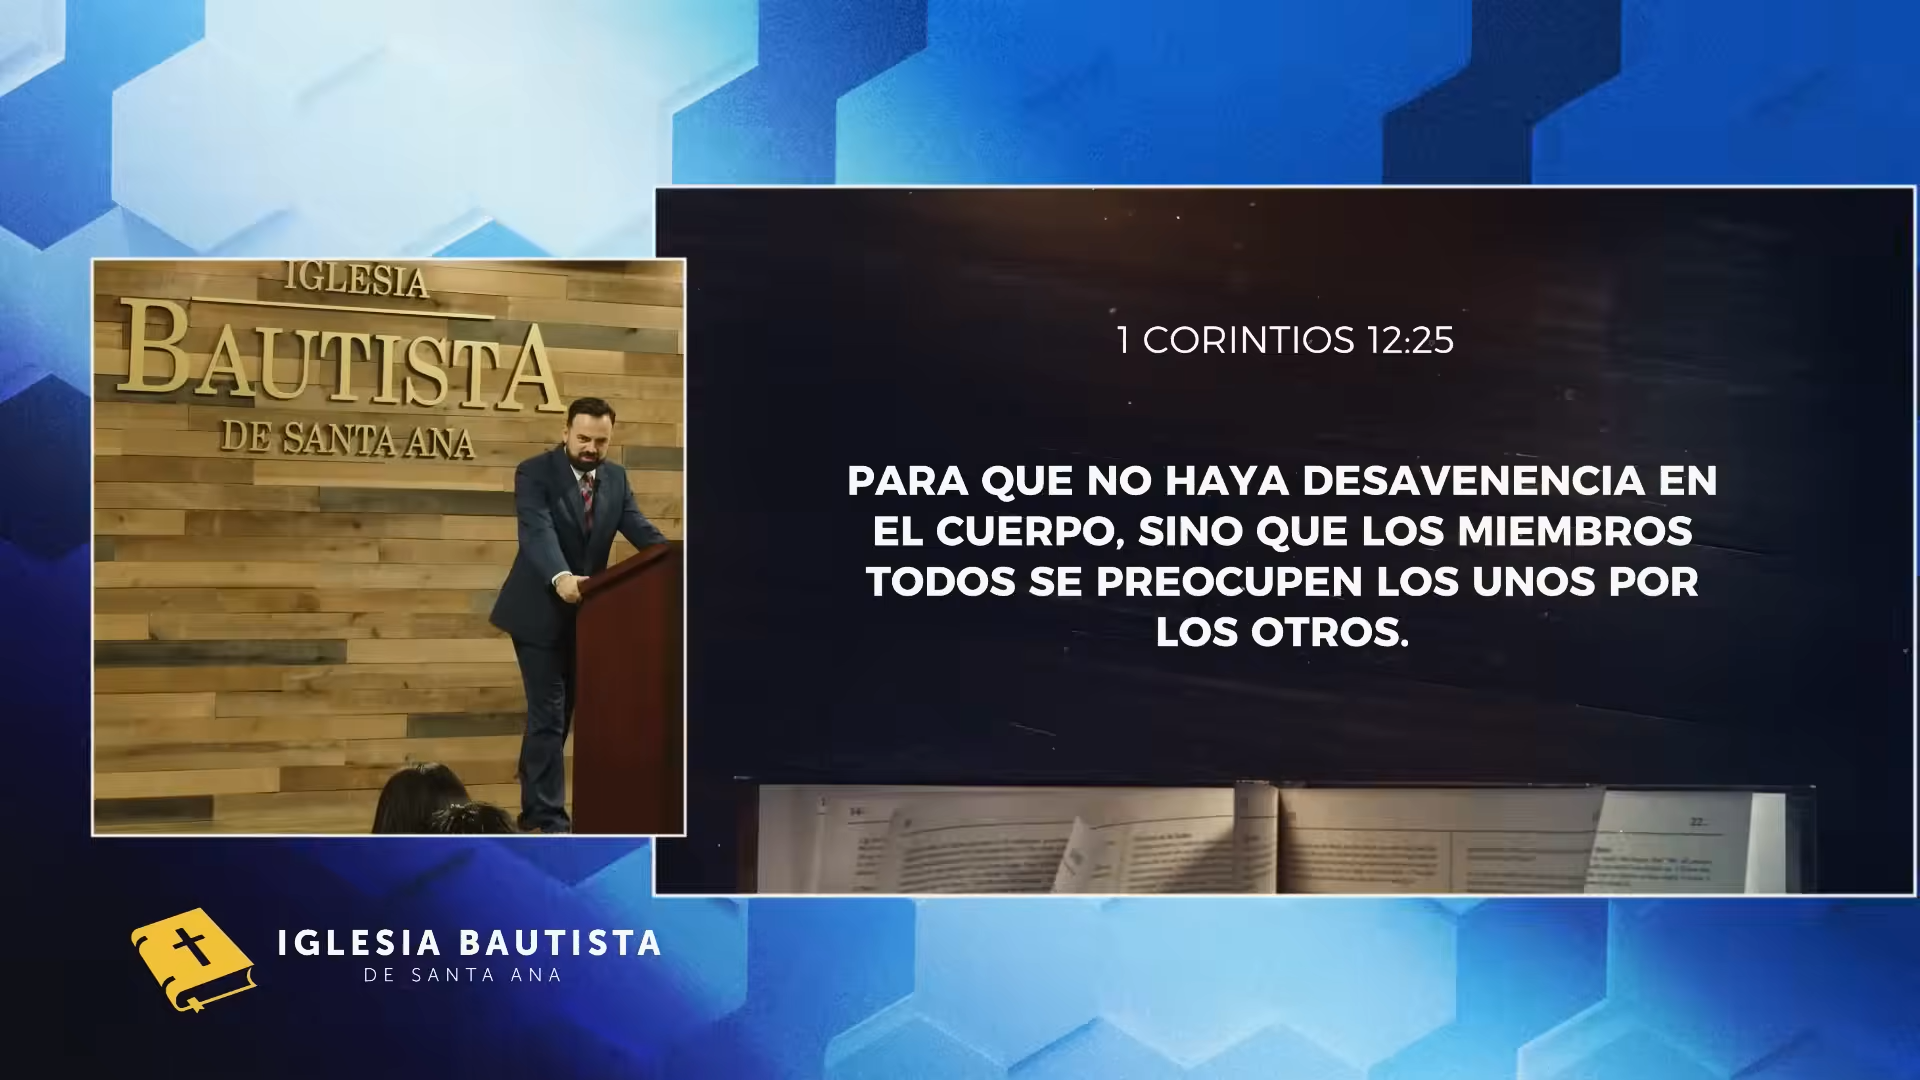 IGLESIA
BAUTISTA
DE SANTA ANA
1 CORINTIOS 12:25
PARA QUE NO HAYA DESAVENENCIA EN
EL CUERPO, SINO QUE LOS MIEMBROS
TODOS SE PREOCUPEN LOS UNOS POR
LOS OTROS.
IGLESIA BAUTISTA
DE SANTA ANA